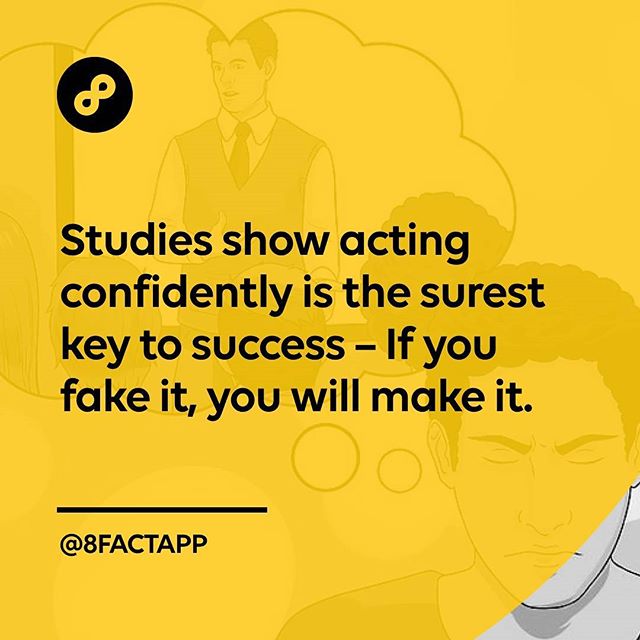 Studies show acting
confidently is the surest
key to success – If you
fake it, you will make it.
@8FACTAPP